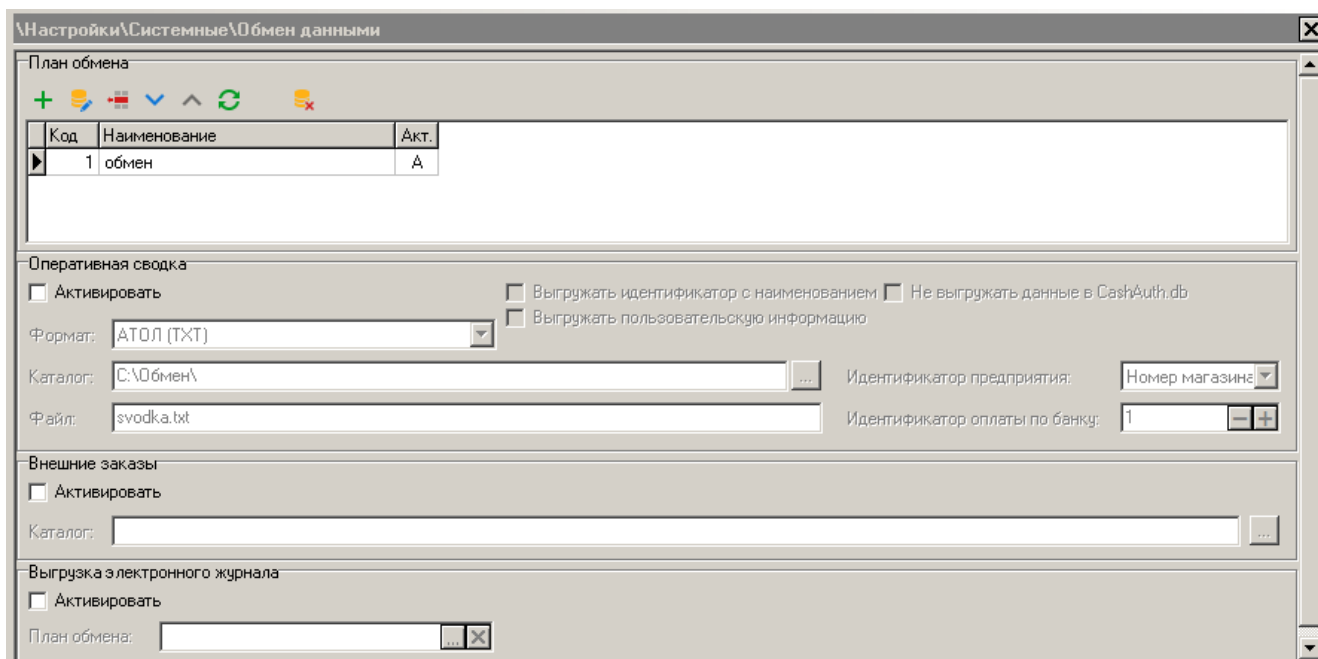 \Настройки\Системные\Обмен данными
План обмена
Код Наименование Акт.
1 обмен А
Оперативная сводка
Активировать Выгружать идентификатор с наименованием Не выгружать данные в CashAuth.db
Выгружать пользовательскую информацию
Формат: АТОЛ (TXT)
Каталог: C:\Обмен\ ... Идентификатор предприятия: Номер магазина
Файл: svodka.txt Идентификатор оплаты по банку: 1
Внешние заказы
Активировать
Каталог: ...
Выгрузка электронного журнала
Активировать
План обмена: ...